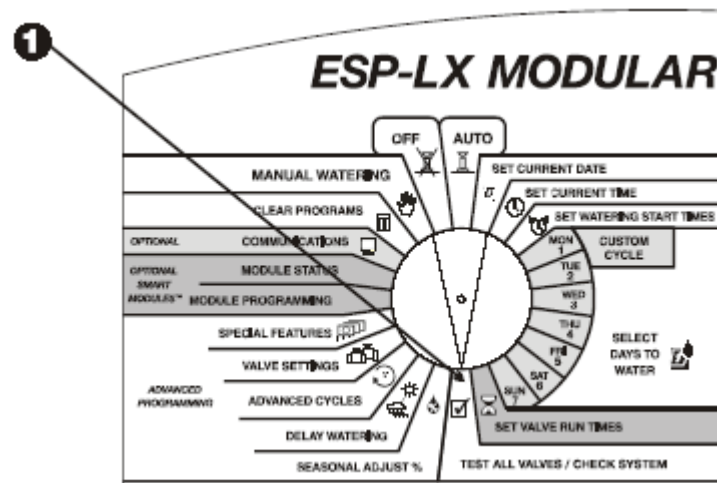 1
ESP-LX MODULAR
OFF
AUTO
MANUAL WATERING
SET CURRENT DATE
SET CURRENT TIME
CLEAR PROGRAMS
SET WATERING START TIMES
OPTIONAL
COMMUNICATIONS
MON
1
CUSTOM
CYCLE
OPTIONAL
SMART
MODULES™
MODULE STATUS
TUE
2
MODULE PROGRAMMING
WED
3
SPECIAL FEATURES
THU
4
SELECT
DAYS TO
WATER
VALVE SETTINGS
FRI
5
ADVANCED
PROGRAMMING
ADVANCED CYCLES
SAT
6
SUN
7
DELAY WATERING
SET VALVE RUN TIMES
SEASONAL ADJUST %
TEST ALL VALVES / CHECK SYSTEM